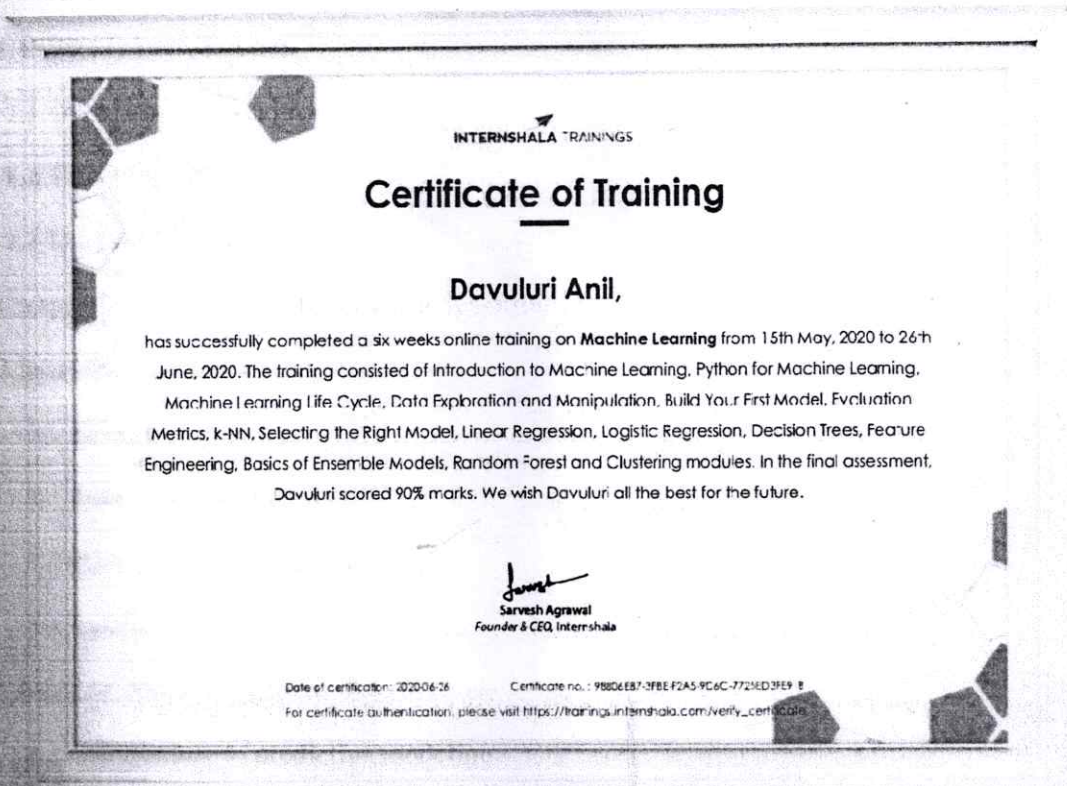 INTERNSHALA TRAININGS
Certificate of Training
Davuluri Anil,
has successfully completed a six weeks online training on Machine Learning from 15th May, 2020 to 26th
June, 2020. The training consisted of Introduction to Machine Learning, Python for Machine Learning,
Machine Learning Life Cycle, Data Exploration and Manipulation, Build Your First Model, Evaluation
Metrics, k-NN, Selecting the Right Model, Linear Regression, Logistic Regression, Decision Trees, Feature
Engineering, Basics of Ensemble Models, Random Forest and Clustering modules. In the final assessment,
Davuluri scored 90% marks. We wish Davuluri all the best for the future.
Sarvesh Agrawal
Founder & CEO, Internshala
Date of certification: 2020-06-26 Certificate no. :
For certificate authentication, please visit https://trainings.internshala.com/verify_certificate